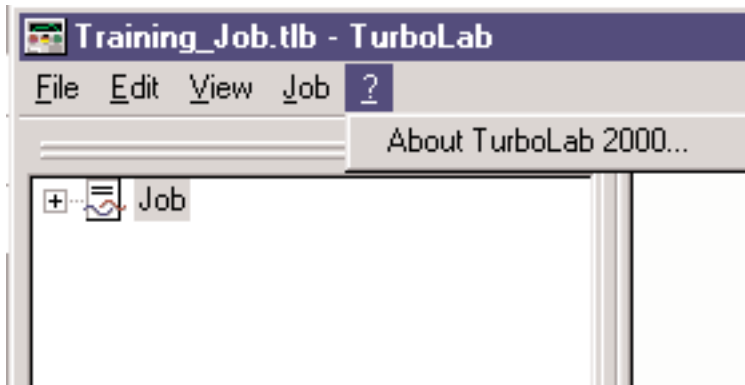 Training_Job.tlb - TurboLab
File Edit View Job ?
About TurboLab 2000...
Job